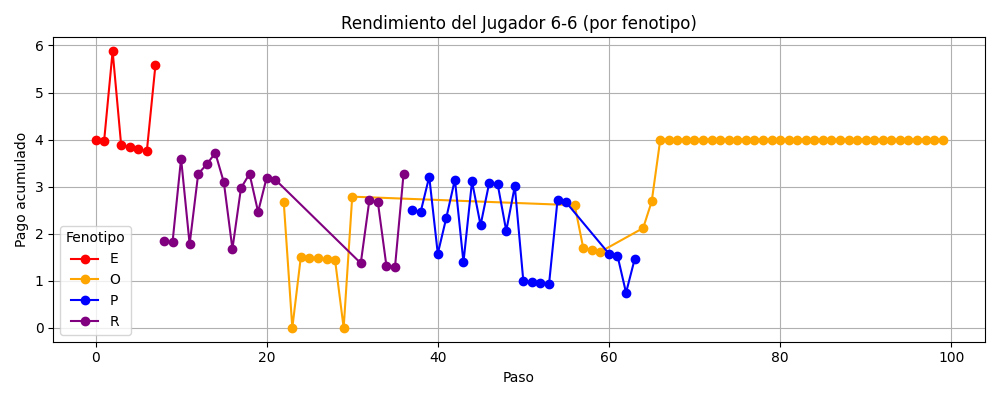 Rendimiento del Jugador 6-6 (por fenotipo)
Pago acumulado
6
5
4
3
2
1
0
Fenotipo
E
O
P
R
0
20
40
60
80
100
Paso